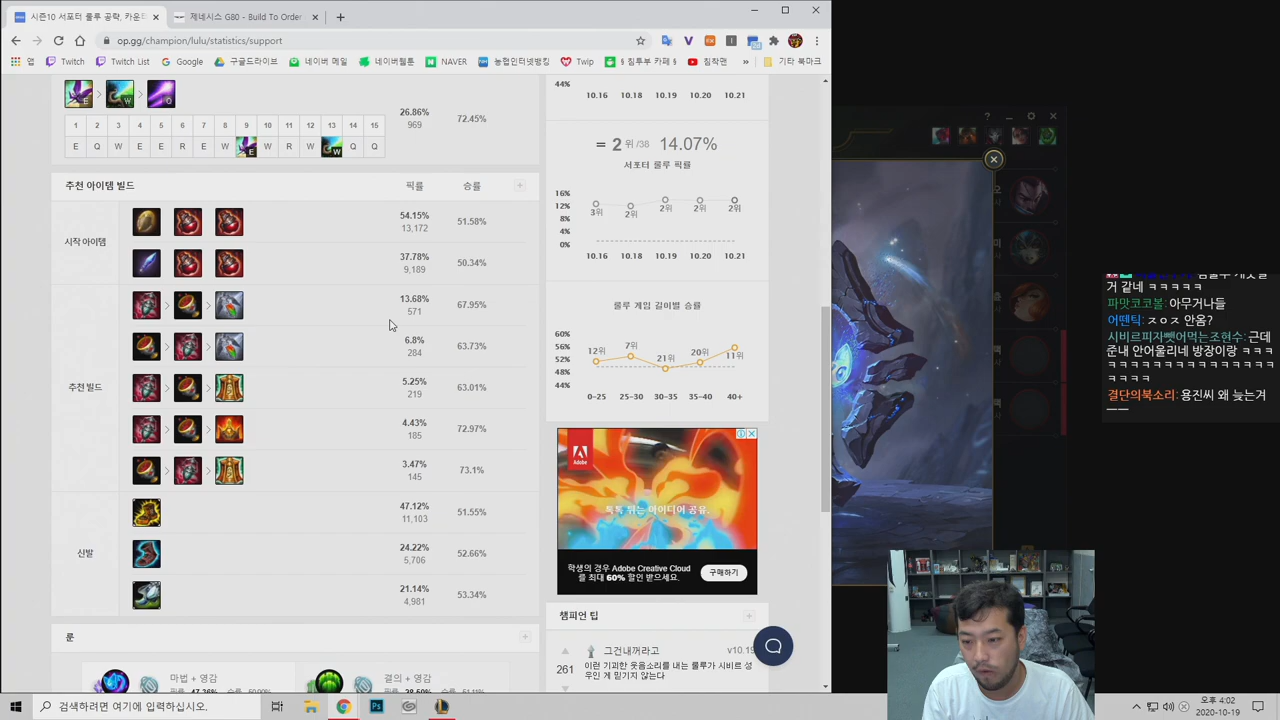 시즌10 서포터 룰루 공략, 카운터
제네시스 G80 - Build To Order
op.gg/champion/lulu/statistics/support
앱
Twitch
Twitch List
Google
구글드라이브
네이버 메일
네이버웹툰
NAVER
농협인터넷뱅킹
Twip
§ 침투부 카페 §
침착맨
»
기타 북마크
E
W
Q
26.86%
969
72.45%
1 2 3 4 5 6 7 8 9 10 11 12 13 14 15
E Q W E E R E W E W R W W Q Q
추천 아이템 빌드
픽률
승률
시작 아이템
54.15%
13,172
51.58%
37.78%
9,189
50.34%
추천 빌드
13.68%
571
67.95%
6.8%
284
63.73%
5.25%
219
63.01%
4.43%
185
72.97%
3.47%
145
73.1%
신발
47.12%
11,103
51.55%
24.22%
5,706
52.66%
21.14%
4,981
53.34%
룬
마법 + 영감
결의 + 영감
44%
10.16 10.18 10.19 10.20 10.21
= 2 위 /38 14.07%
서포터 룰루 픽률
16%
12%
8%
4%
0%
3위 2위 2위 2위 2위
10.16 10.18 10.19 10.20 10.21
룰루 게임 길이별 승률
60%
56%
52%
48%
44%
12위 7위 21위 20위 11위
0-25 25-30 30-35 35-40 40+
Adobe
톡톡 튀는 아이디어 공유.
학생의 경우 Adobe Creative Cloud
를 최대 60% 할인 받으세요.
구매하기
챔피언 팁
261
그건내꺼라고
v10.19
이런 기괴한 웃음소리를 내는 룰루가 시비르 성
우인 게 믿기지 않는다
거 같네 ㅋㅋㅋㅋㅋ
파맛코코볼: 아무거나들
어뗀틱: ㅈㅇㅈ 안옴?
시비르피자뺏어먹는조현수: 근데
준내 안어울리네 방장이랑 ㅋㅋㅋ
ㅋㅋㅋㅋㅋㅋㅋㅋㅋㅋㅋㅋㅋㅋㅋ
ㅋㅋㅋㅋ
결단의북소리: 용진씨 왜 늦는거
ㅡㅡ
검색하려면 여기에 입력하십시오.
Ps
오후 4:02
2020-10-19